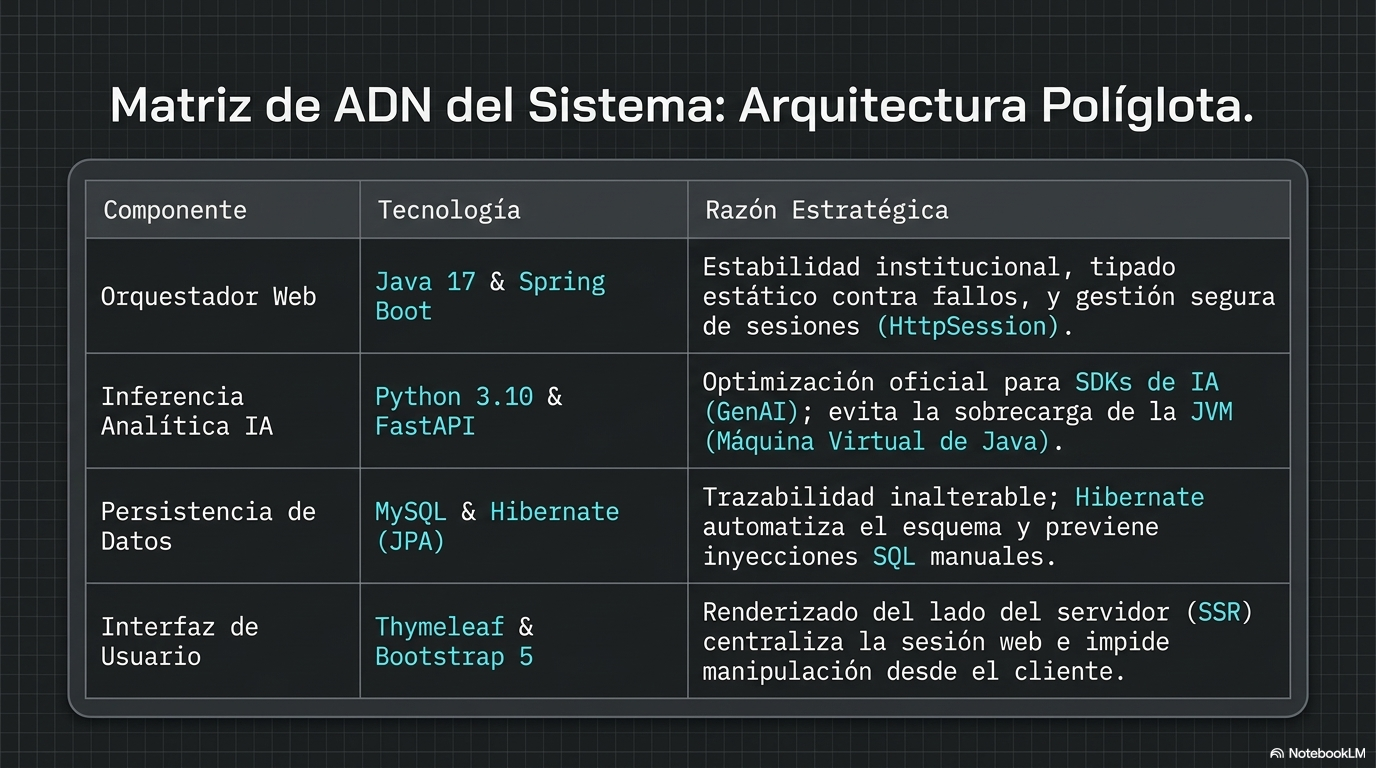 Matriz de ADN del Sistema: Arquitectura Políglota.
Componente
Tecnología
Razón Estratégica
Orquestador Web
Java 17 & Spring
Boot
Estabilidad institucional, tipado
estático contra fallos, y gestión segura
de sesiones (HttpSession).
Inferencia
Analítica IA
Python 3.10 &
FastAPI
Optimización oficial para SDKs de IA
(GenAI); evita la sobrecarga de la JVM
(Máquina Virtual de Java).
Persistencia de
Datos
MySQL & Hibernate
(JPA)
Trazabilidad inalterable; Hibernate
automatiza el esquema y previene
inyecciones SQL manuales.
Interfaz de
Usuario
Thymeleaf &
Bootstrap 5
Renderizado del lado del servidor (SSR)
centraliza la sesión web e impide
manipulación desde el cliente.
NotebookLM